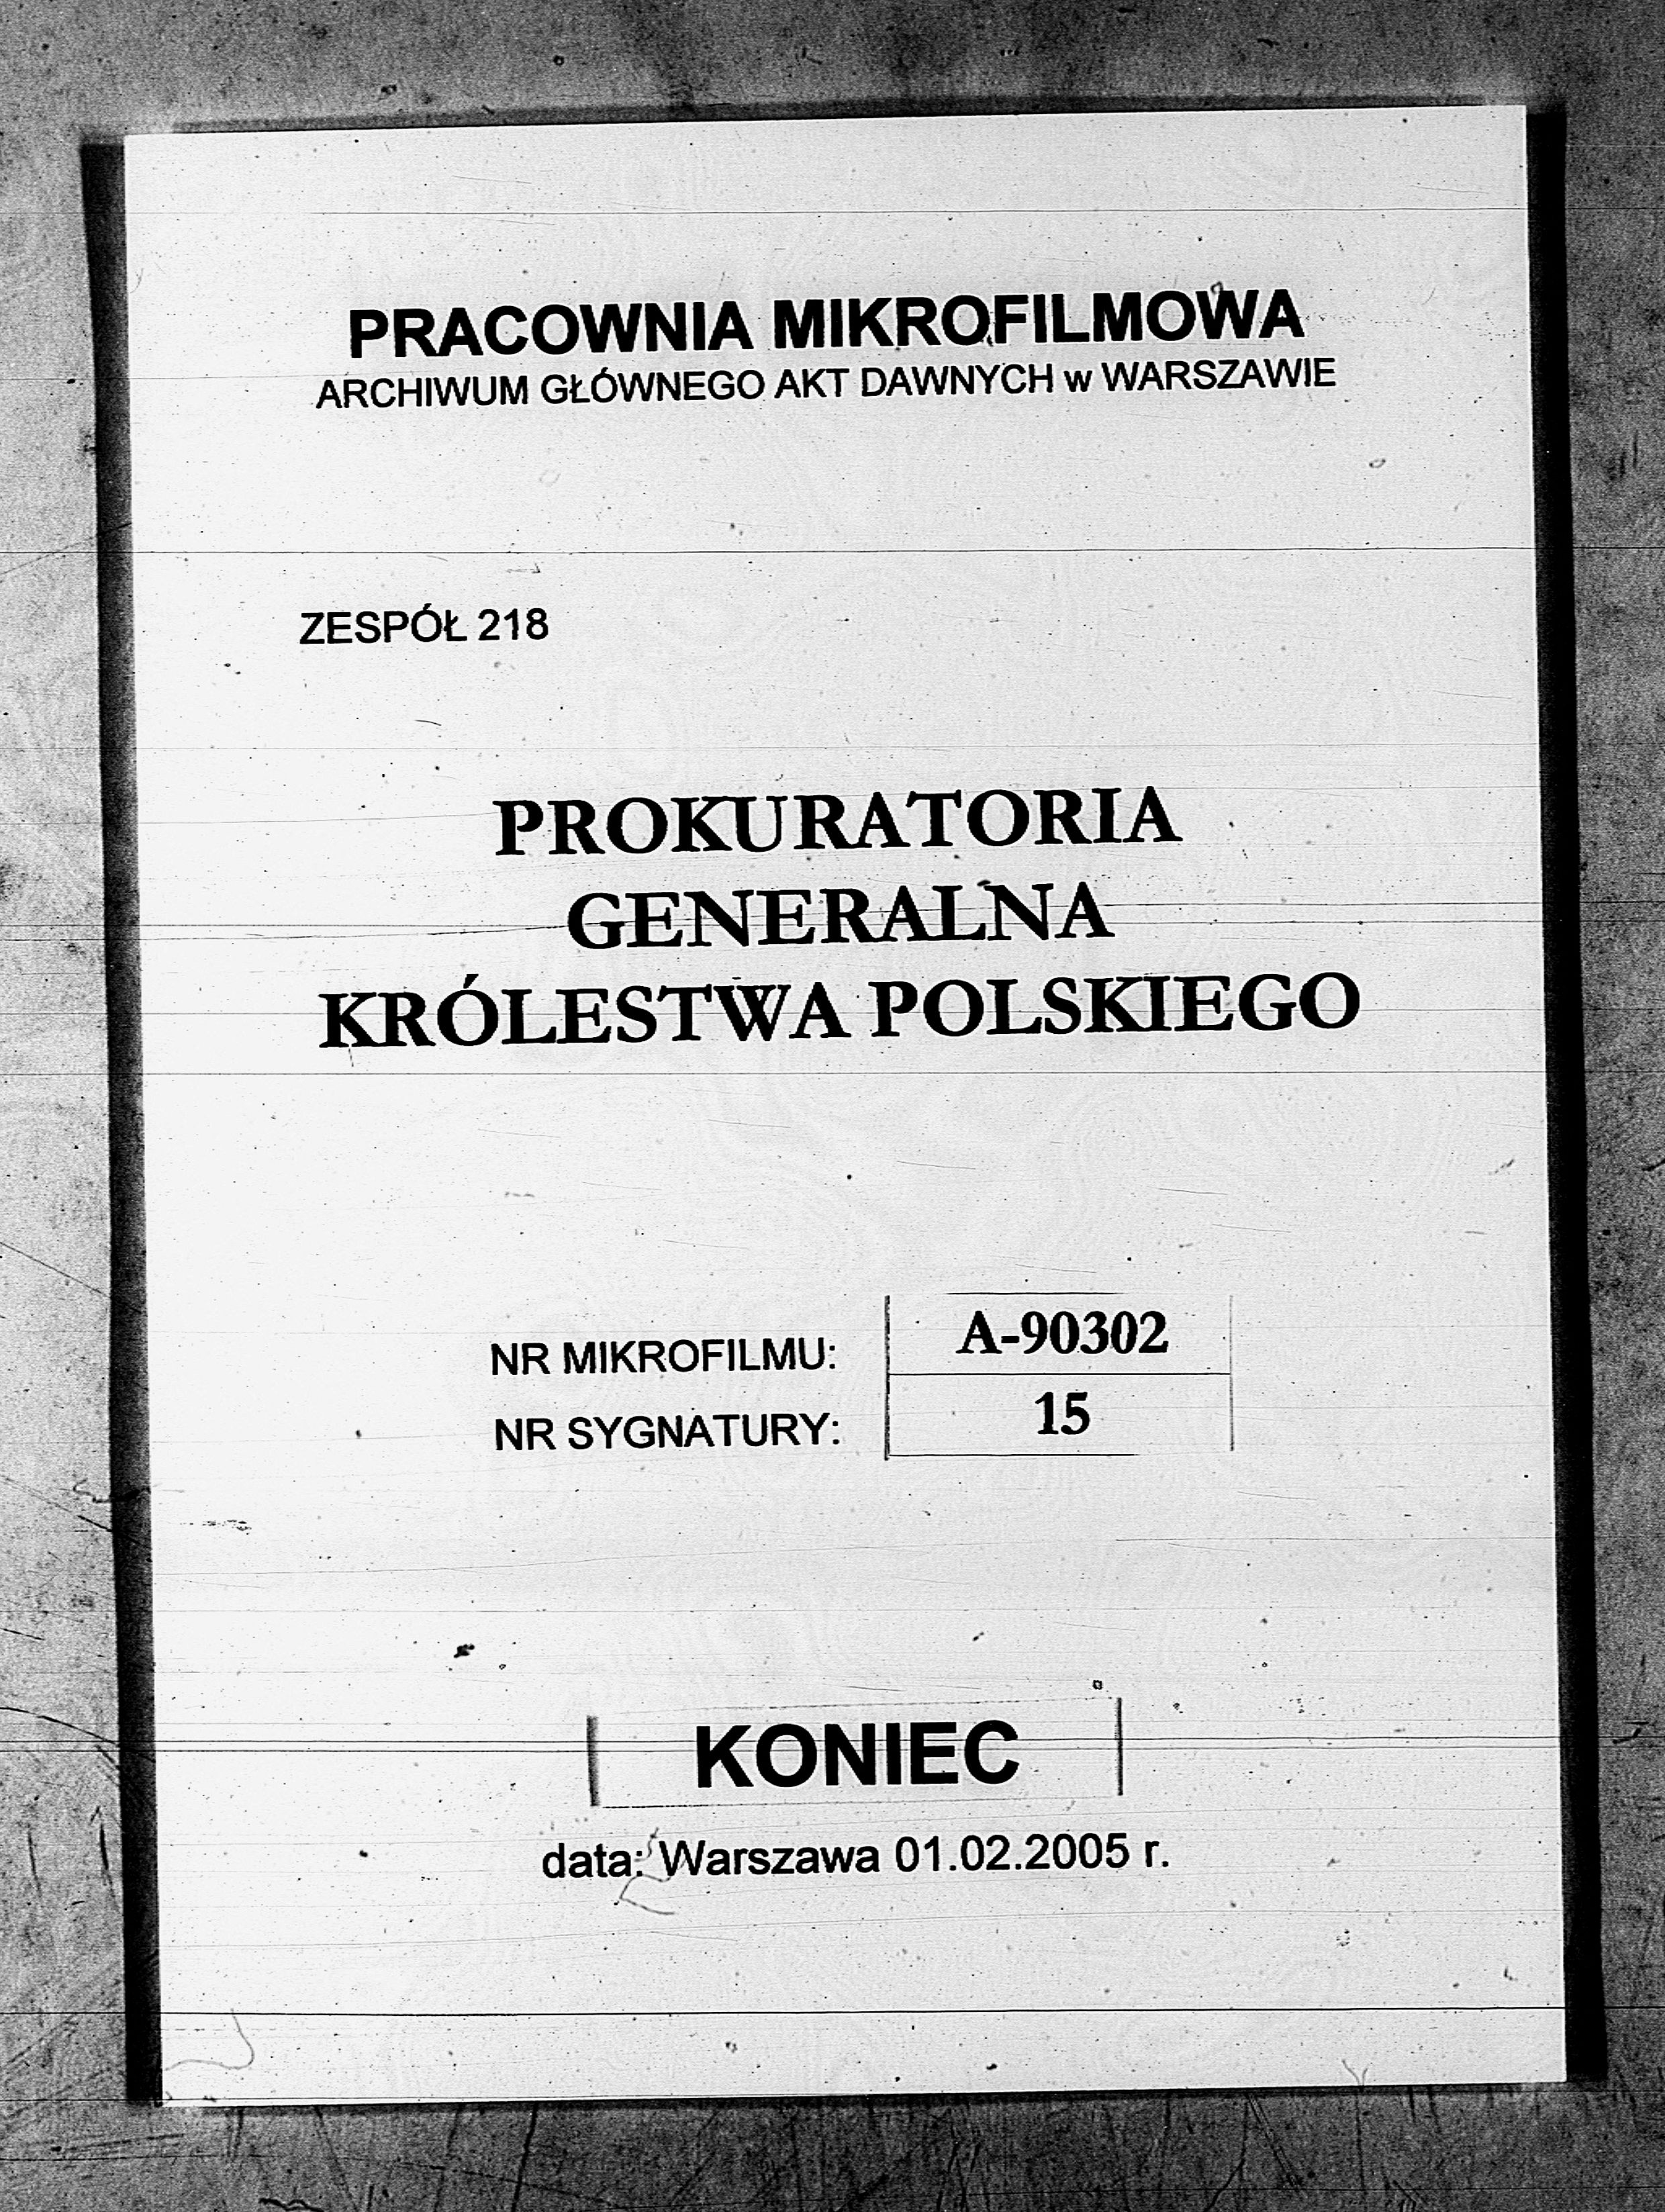 PRACOWNIA MIKROFILMOWA
ARCHIWUM GŁÓWNEGO AKT DAWNYCH w WARSZAWIE
ZESPÓŁ 218
PROKURATORIA
GENERALNA
KRÓLESTWA POLSKIEGO
NR MIKROFILMU: A-90302
NR SYGNATURY: 15
KONIEC
data: Warszawa 01.02.2005 r.